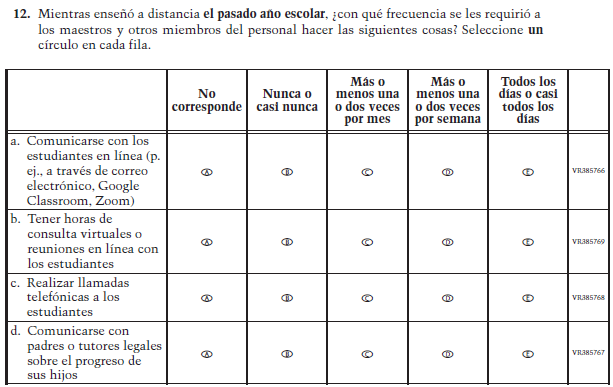 12. Mientras enseñó a distancia el pasado año escolar, ¿con qué frecuencia se les requirió a
los maestros y otros miembros del personal hacer las siguientes cosas? Seleccione un
círculo en cada fila.
No
corresponde
Nunca o
casi nunca
Más o
menos una
o dos veces
por mes
Más o
menos una
o dos veces
por semana
Todos los
días o casi
todos los
días
a. Comunicarse con los
estudiantes en línea (p.
ej., a través de correo
electrónico, Google
Classroom, Zoom)
A B C D E VR385766
b. Tener horas de
consulta virtuales o
reuniones en línea con
los estudiantes
A B C D E VR385769
c. Realizar llamadas
telefónicas a los
estudiantes
A B C D E VR385768
d. Comunicarse con
padres o tutores legales
sobre el progreso de
sus hijos
A B C D E VR385767